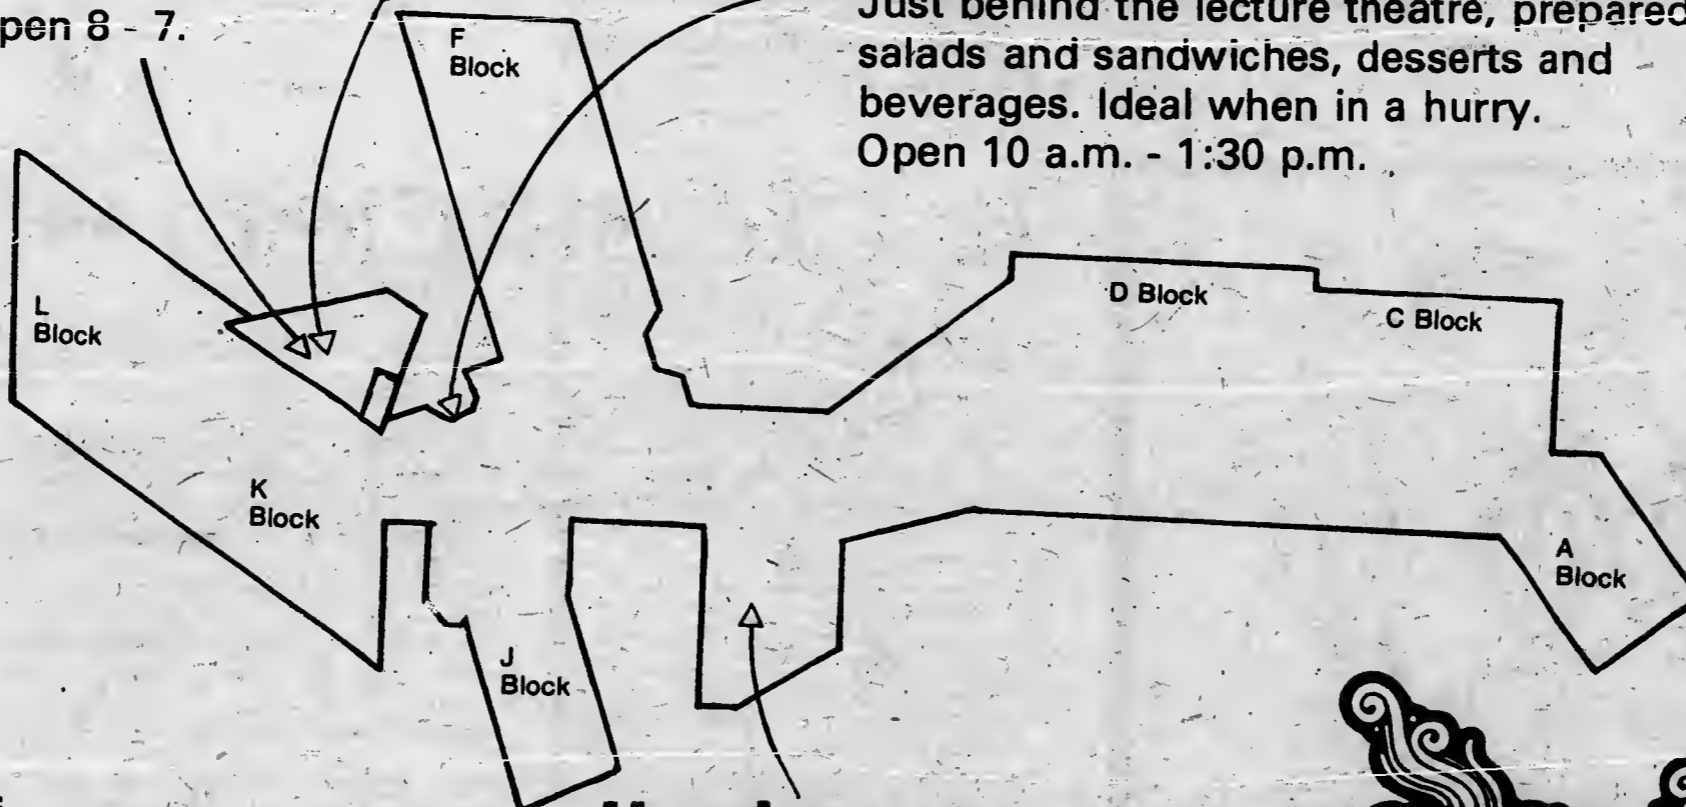 pen 8 - 7.
Just behind the lecture theatre, prepared
salads and sandwiches, desserts and
beverages. Ideal when in a hurry.
Open 10 a.m. - 1:30 p.m.
F
Block
D Block
C Block
L
Block
K
Block
A
Block
J
Block